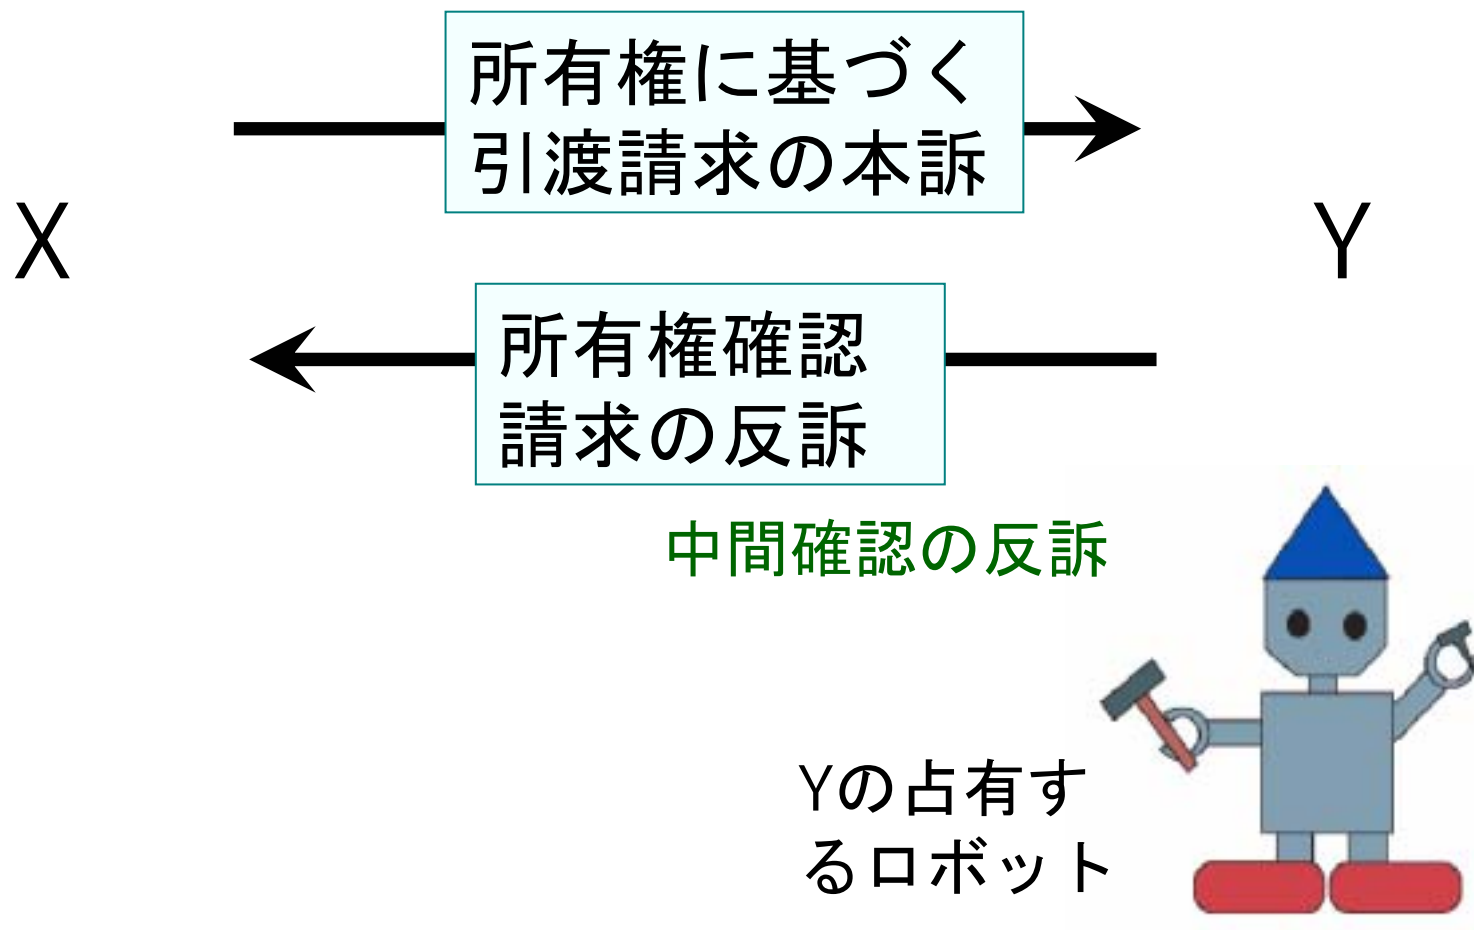 所有権に基づく
引渡請求の本訴
X
Y
所有権確認
請求の反訴
中間確認の反訴
Yの占有す
るロボット